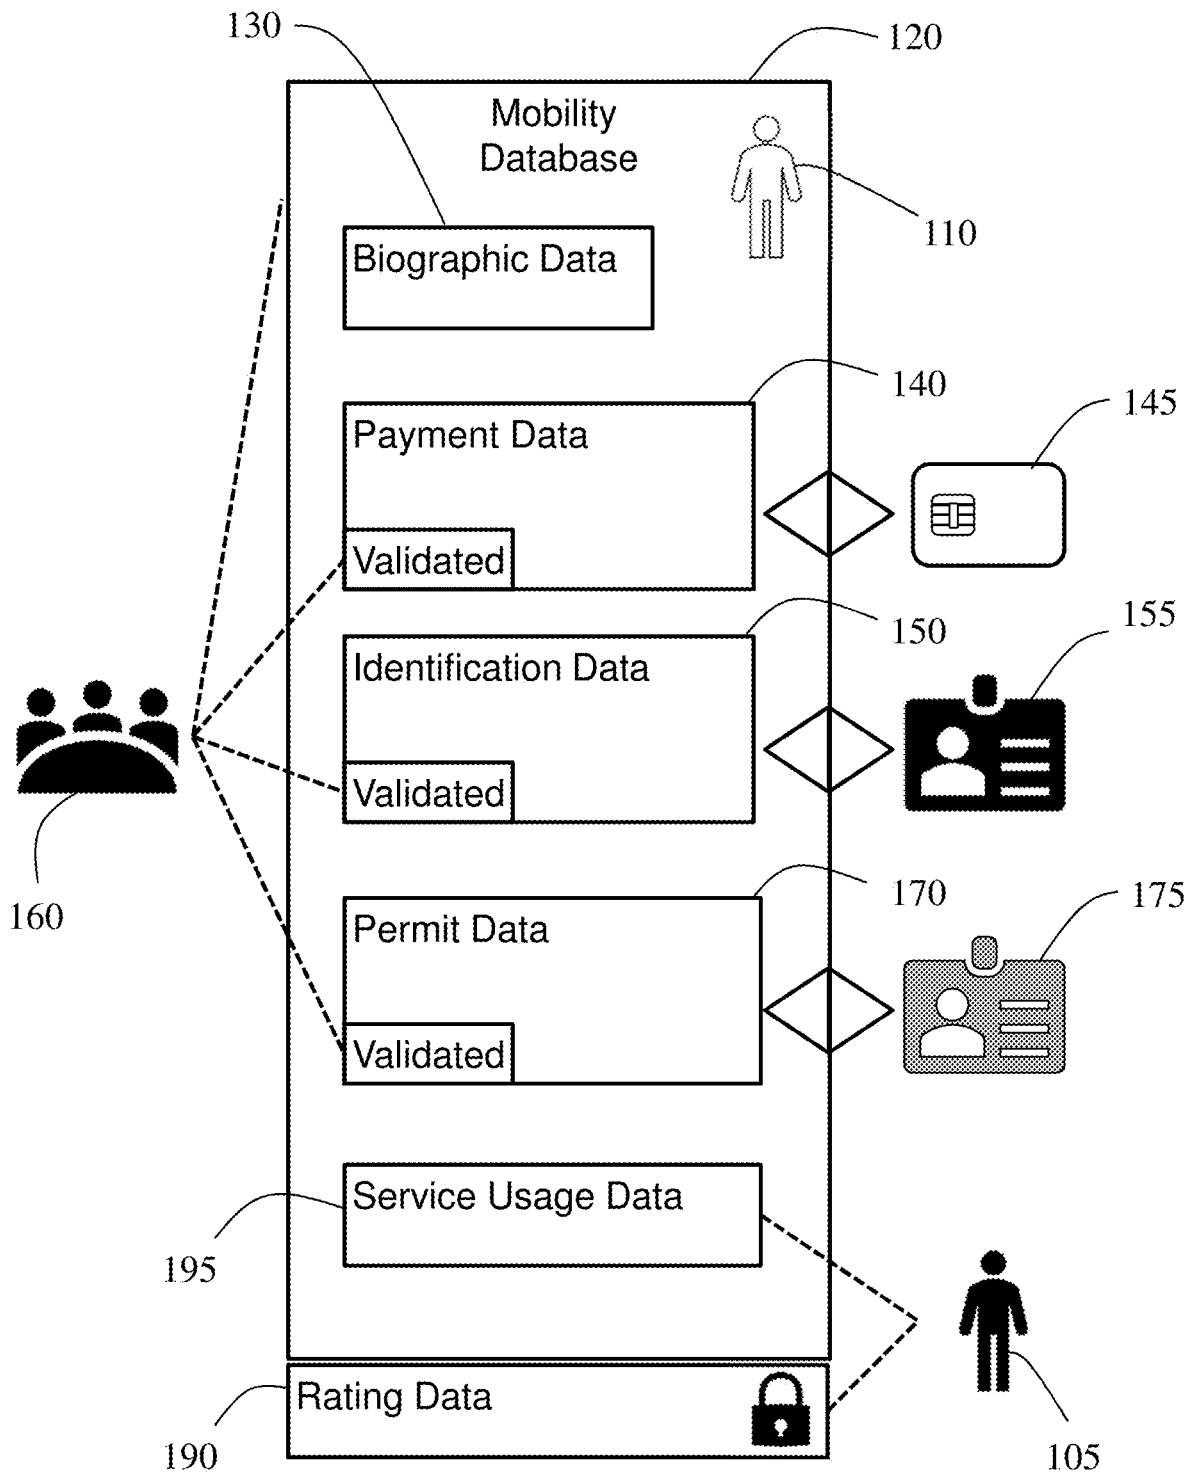 130
120
Mobility
Database
110
Biographic Data
140
145
Payment Data
Validated
150
155
Identification Data
Validated
160
170
175
Permit Data
Validated
Service Usage Data
195
Rating Data
190
105